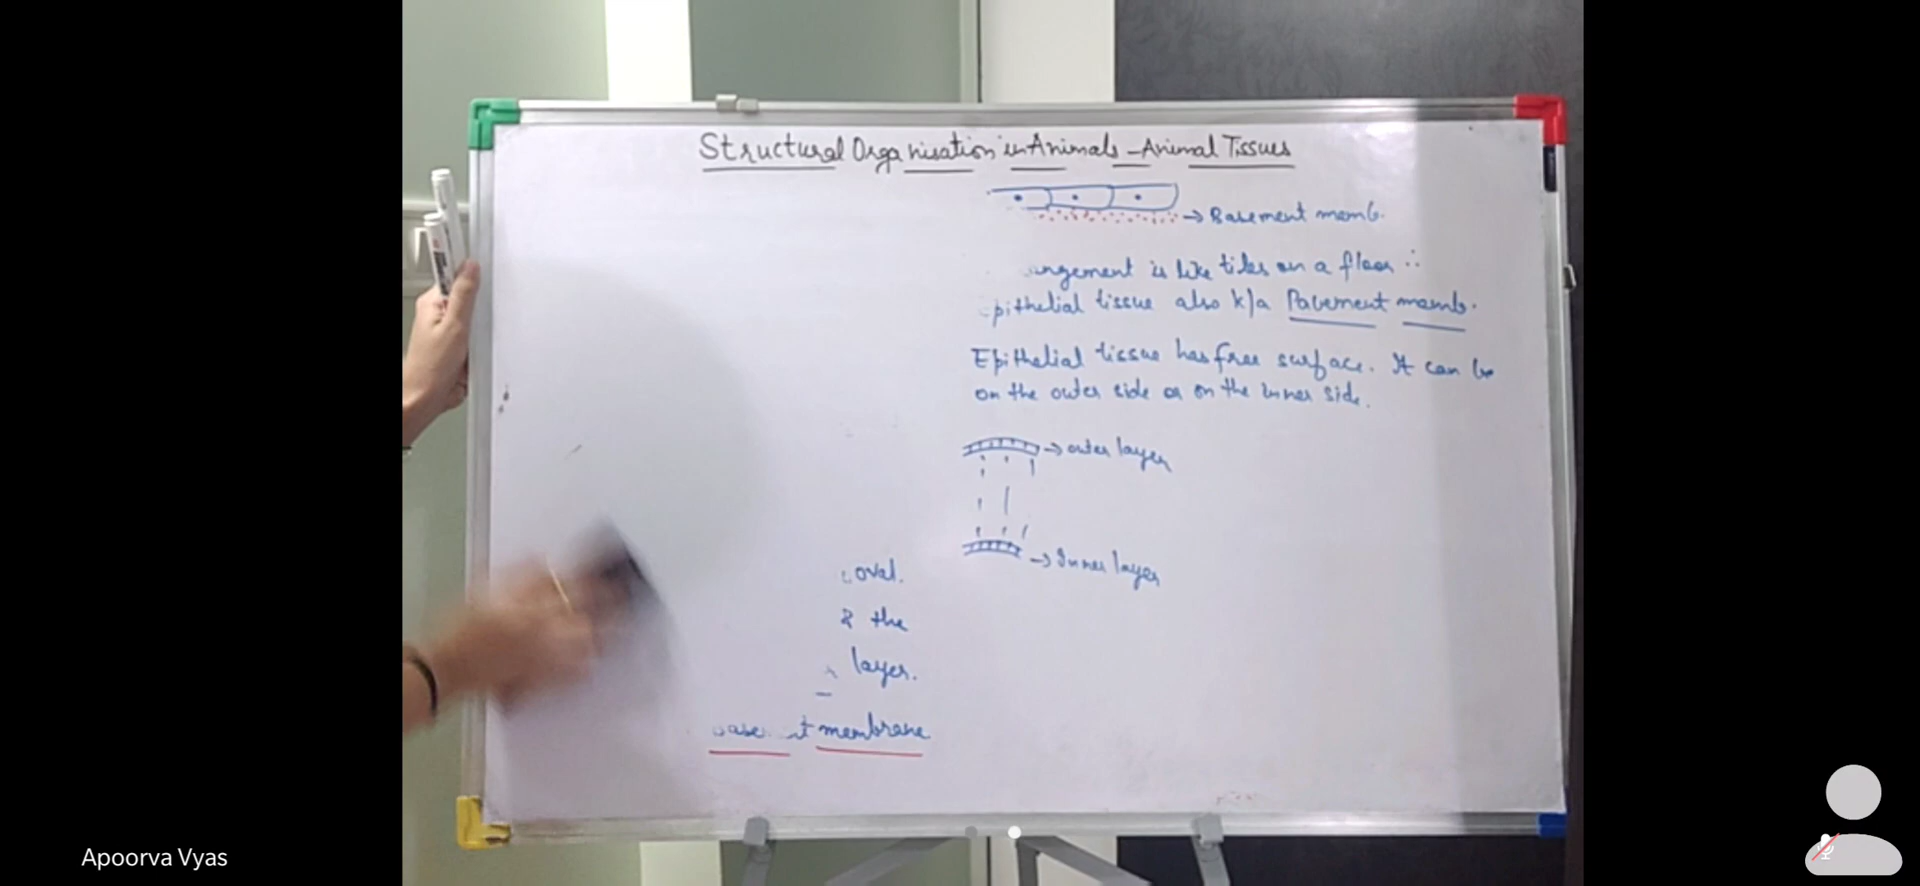 Structural Organisation in Animals - Animal Tissues
→ Basement memb.
angement is like tiles on a floor ∴
pithelial tissue also k/a Pavement memb.
Epithelial tissue has free surface. It can be
on the outer side or on the inner side.
→ outer layer
→ Inner layer
oval.
& the
layer.
membrane
Apoorva Vyas